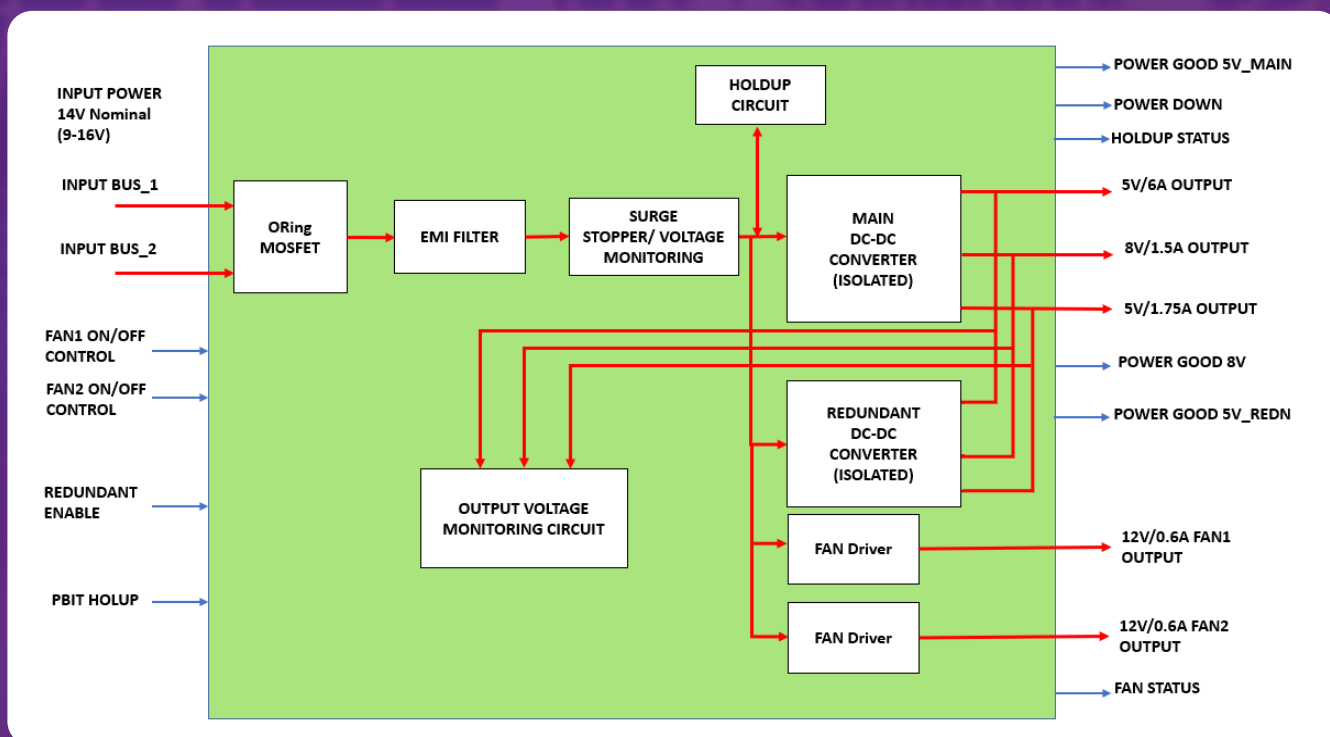 INPUT POWER
14V Nominal
(9-16V)
INPUT BUS_1
INPUT BUS_2
FAN1 ON/OFF
CONTROL
FAN2 ON/OFF
CONTROL
REDUNDANT
ENABLE
PBIT HOLUP
ORing
MOSFET
EMI FILTER
SURGE
STOPPER/ VOLTAGE
MONITORING
HOLDUP
CIRCUIT
MAIN
DC-DC
CONVERTER
(ISOLATED)
REDUNDANT
DC-DC
CONVERTER
(ISOLATED)
OUTPUT VOLTAGE
MONITORING CIRCUIT
FAN Driver
FAN Driver
POWER GOOD 5V_MAIN
POWER DOWN
HOLDUP STATUS
5V/6A OUTPUT
8V/1.5A OUTPUT
5V/1.75A OUTPUT
POWER GOOD 8V
POWER GOOD 5V_REDN
12V/0.6A FAN1
OUTPUT
12V/0.6A FAN2
OUTPUT
FAN STATUS